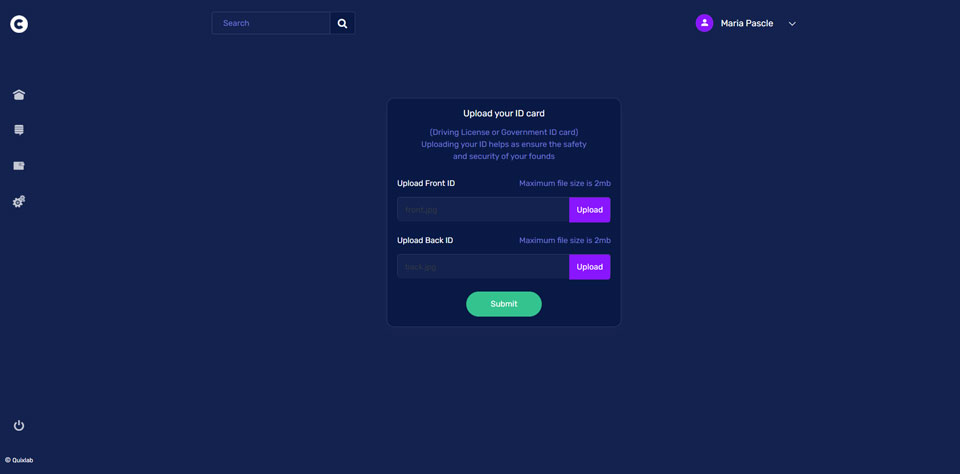 Search
Maria Pascle
Upload your ID card
(Driving License or Government ID card)
Uploading your ID helps as ensure the safety
and security of your founds
Upload Front ID
Maximum file size is 2mb
front.jpg
Upload
Upload Back ID
Maximum file size is 2mb
back.jpg
Upload
Submit
© Quixlab